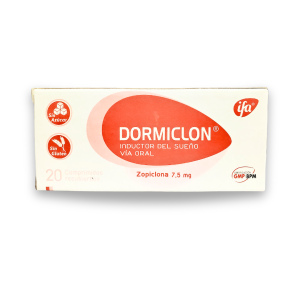 Sin
Azúcar
ifa®
DORMICLON®
INDUCTOR DEL SUEÑO
VÍA ORAL
Sin
Gluten
20
Zopiclona 7,5 mg
GMP BPM